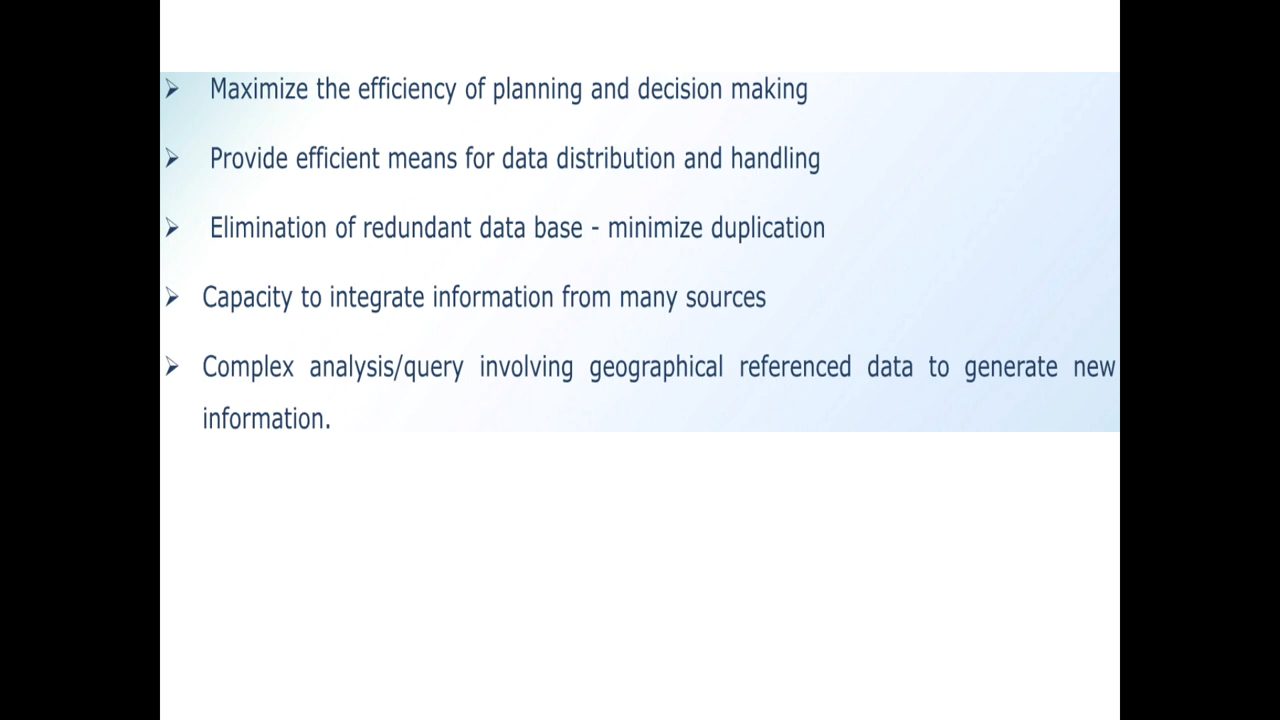 ➢ Maximize the efficiency of planning and decision making
➢ Provide efficient means for data distribution and handling
➢ Elimination of redundant data base - minimize duplication
➢ Capacity to integrate information from many sources
➢ Complex analysis/query involving geographical referenced data to generate new
information.